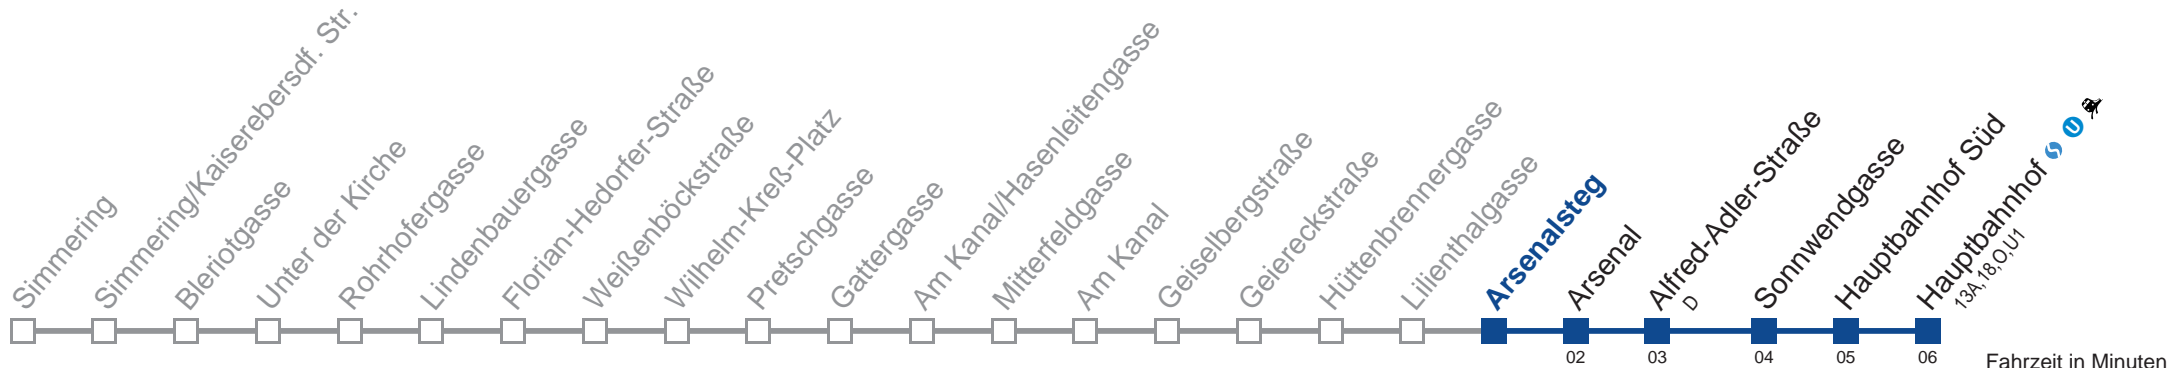 Simmering
Simmering/Kaiserebersdf. Str.
Bleriotgasse
Unter der Kirche
Rohrhofergasse
Lindenbauergasse
Florian-Hedorfer-Straße
Weißenböckstraße
Wilhelm-Kreß-Platz
Pretschgasse
Gattergasse
Am Kanal/Hasenleitengasse
Mitterfeldgasse
Am Kanal
Geiselbergstraße
Geiereckstraße
Hüttenbrennergasse
Lilienthalgasse
Arsenalsteg
Arsenal
Alfred-Adler-Straße
D
Sonnwendgasse
Hauptbahnhof Süd
Hauptbahnhof S U
13A,18,O,U1
02 03 04 05 06
Fahrzeit in Minuten